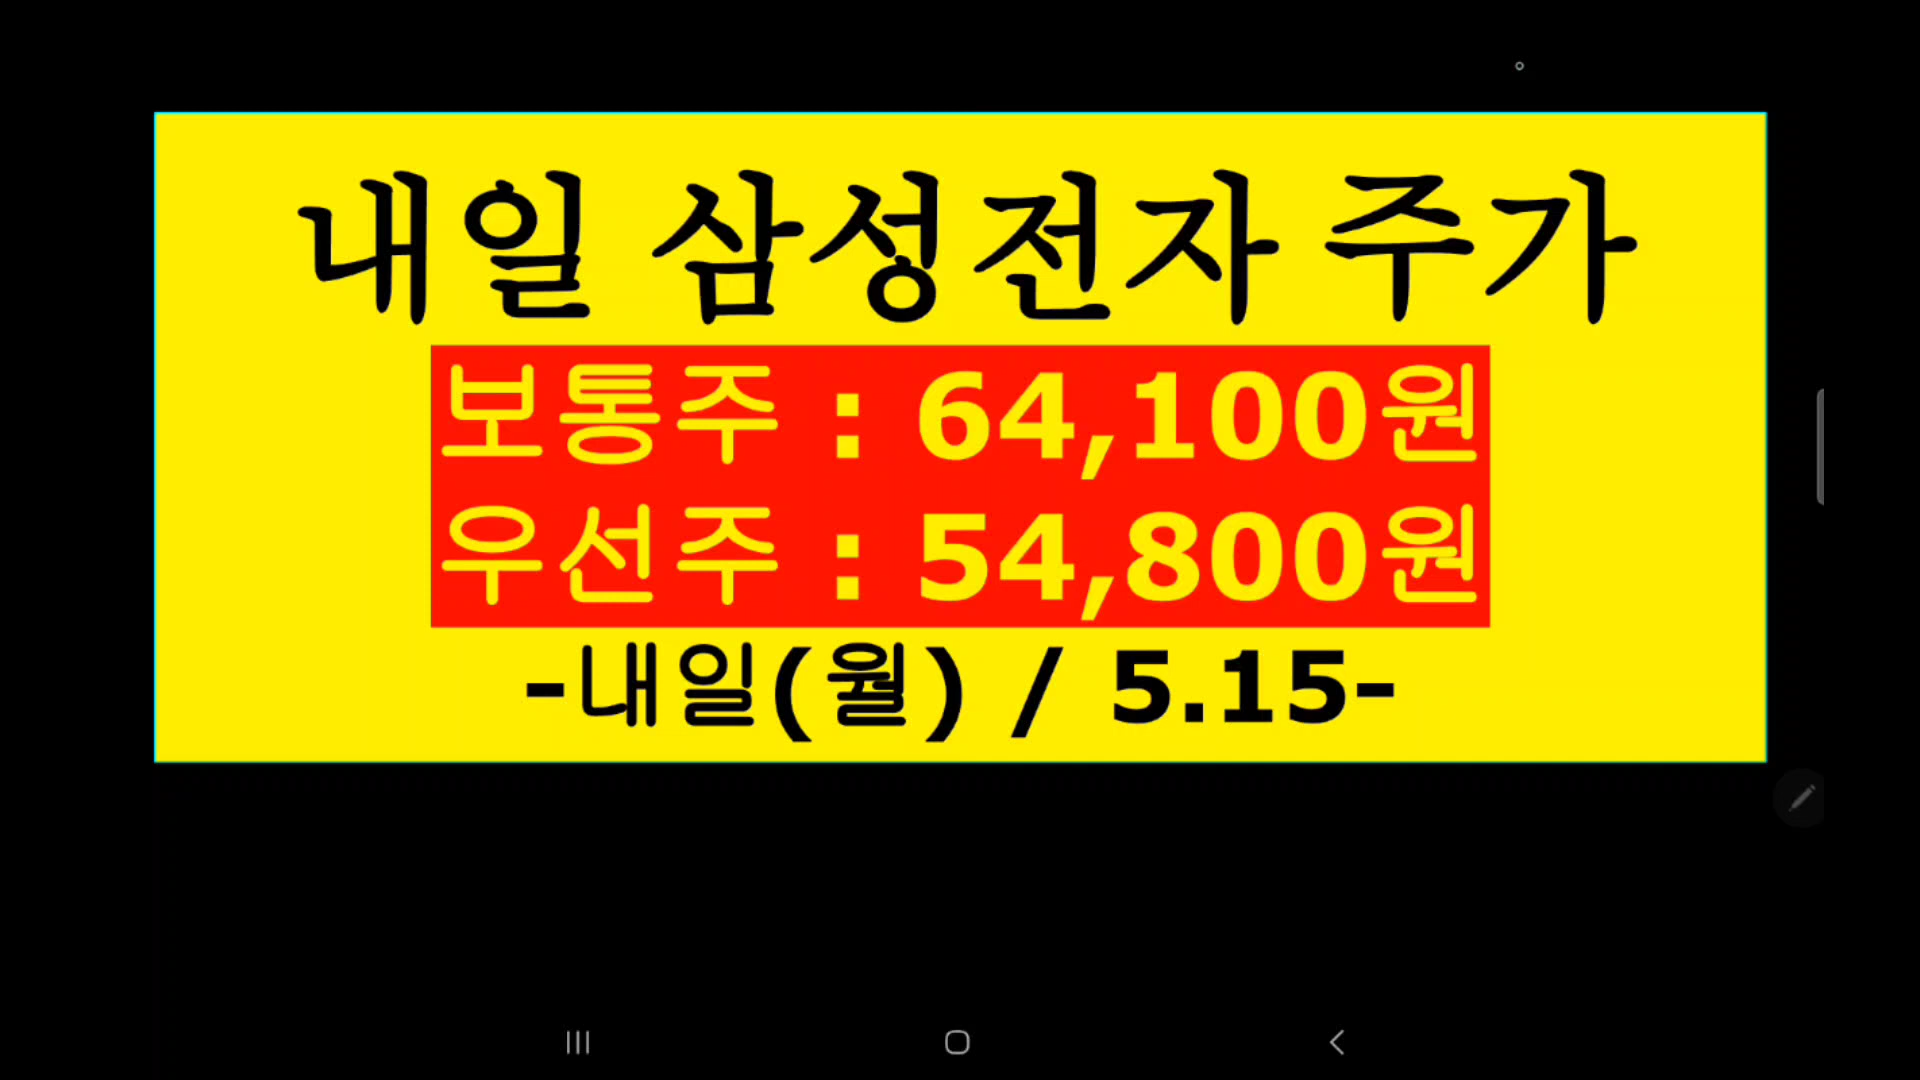 내일 삼성전자 주가
보통주 : 64,100원
우선주 : 54,800원
-내일(월) / 5.15-